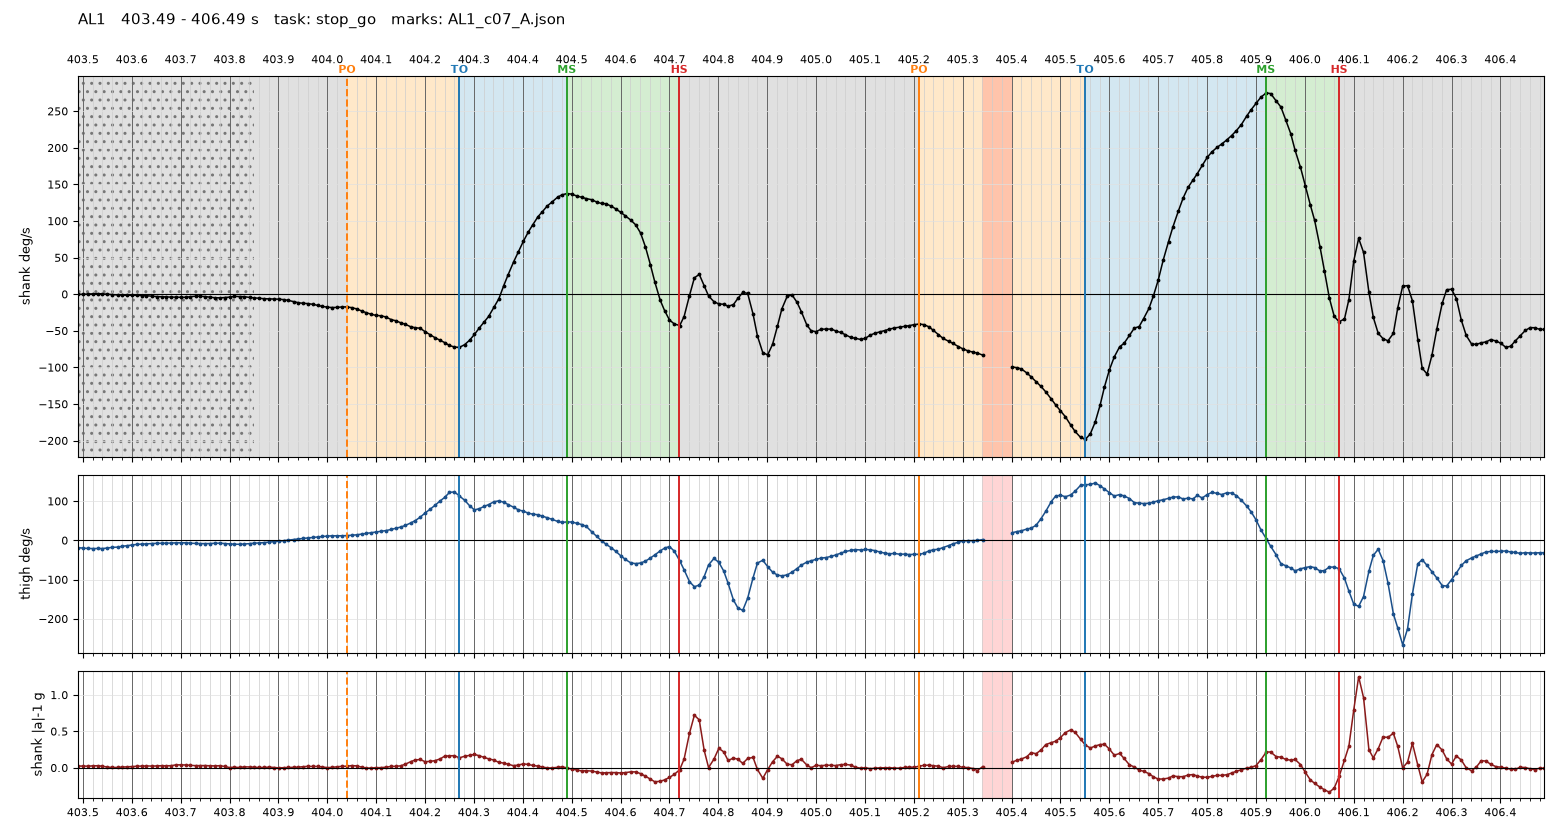 AL1   403.49 - 406.49 s   task: stop_go   marks: AL1_c07_A.json
403.5 403.6 403.7 403.8 403.9 404.0 404.1 404.2 404.3 404.4 404.5 404.6 404.7 404.8 404.9 405.0 405.1 405.2 405.3 405.4 405.5 405.6 405.7 405.8 405.9 406.0 406.1 406.2 406.3 406.4
PO TO MS HS PO TO MS HS
shank deg/s
250
200
150
100
50
0
−50
−100
−150
−200
thigh deg/s
100
0
−100
−200
shank |a|-1 g
1.0
0.5
0.0
403.5 403.6 403.7 403.8 403.9 404.0 404.1 404.2 404.3 404.4 404.5 404.6 404.7 404.8 404.9 405.0 405.1 405.2 405.3 405.4 405.5 405.6 405.7 405.8 405.9 406.0 406.1 406.2 406.3 406.4